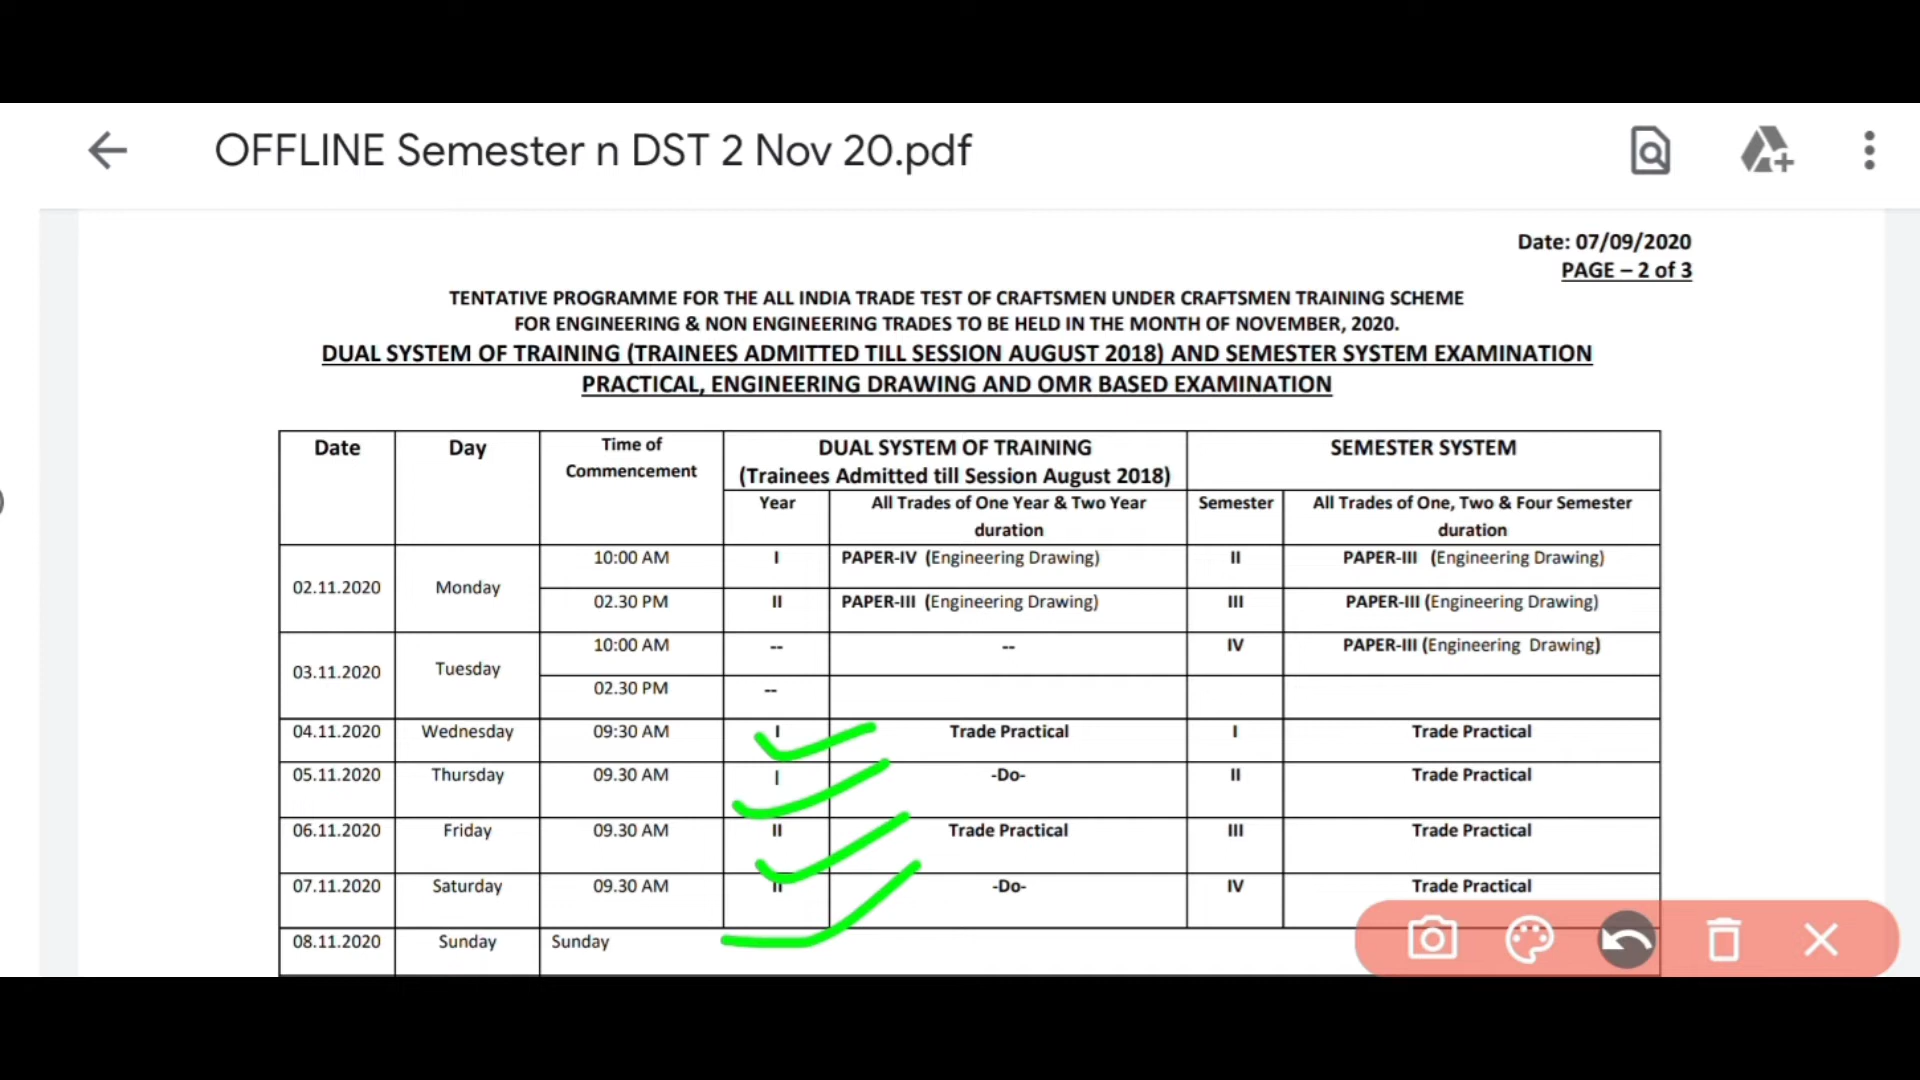 OFFLINE Semester n DST 2 Nov 20.pdf
Date: 07/09/2020
PAGE – 2 of 3
TENTATIVE PROGRAMME FOR THE ALL INDIA TRADE TEST OF CRAFTSMEN UNDER CRAFTSMEN TRAINING SCHEME
FOR ENGINEERING & NON ENGINEERING TRADES TO BE HELD IN THE MONTH OF NOVEMBER, 2020.
DUAL SYSTEM OF TRAINING (TRAINEES ADMITTED TILL SESSION AUGUST 2018) AND SEMESTER SYSTEM EXAMINATION
PRACTICAL, ENGINEERING DRAWING AND OMR BASED EXAMINATION
Date Day Time of Commencement DUAL SYSTEM OF TRAINING SEMESTER SYSTEM
(Trainees Admitted till Session August 2018)
Year All Trades of One Year & Two Year duration Semester All Trades of One, Two & Four Semester duration
02.11.2020 Monday 10:00 AM I PAPER-IV (Engineering Drawing) II PAPER-III (Engineering Drawing)
02.30 PM II PAPER-III (Engineering Drawing) III PAPER-III (Engineering Drawing)
03.11.2020 Tuesday 10:00 AM -- -- IV PAPER-III (Engineering Drawing)
02.30 PM --
04.11.2020 Wednesday 09:30 AM I Trade Practical I Trade Practical
05.11.2020 Thursday 09.30 AM I -Do- II Trade Practical
06.11.2020 Friday 09.30 AM II Trade Practical III Trade Practical
07.11.2020 Saturday 09.30 AM II -Do- IV Trade Practical
08.11.2020 Sunday Sunday